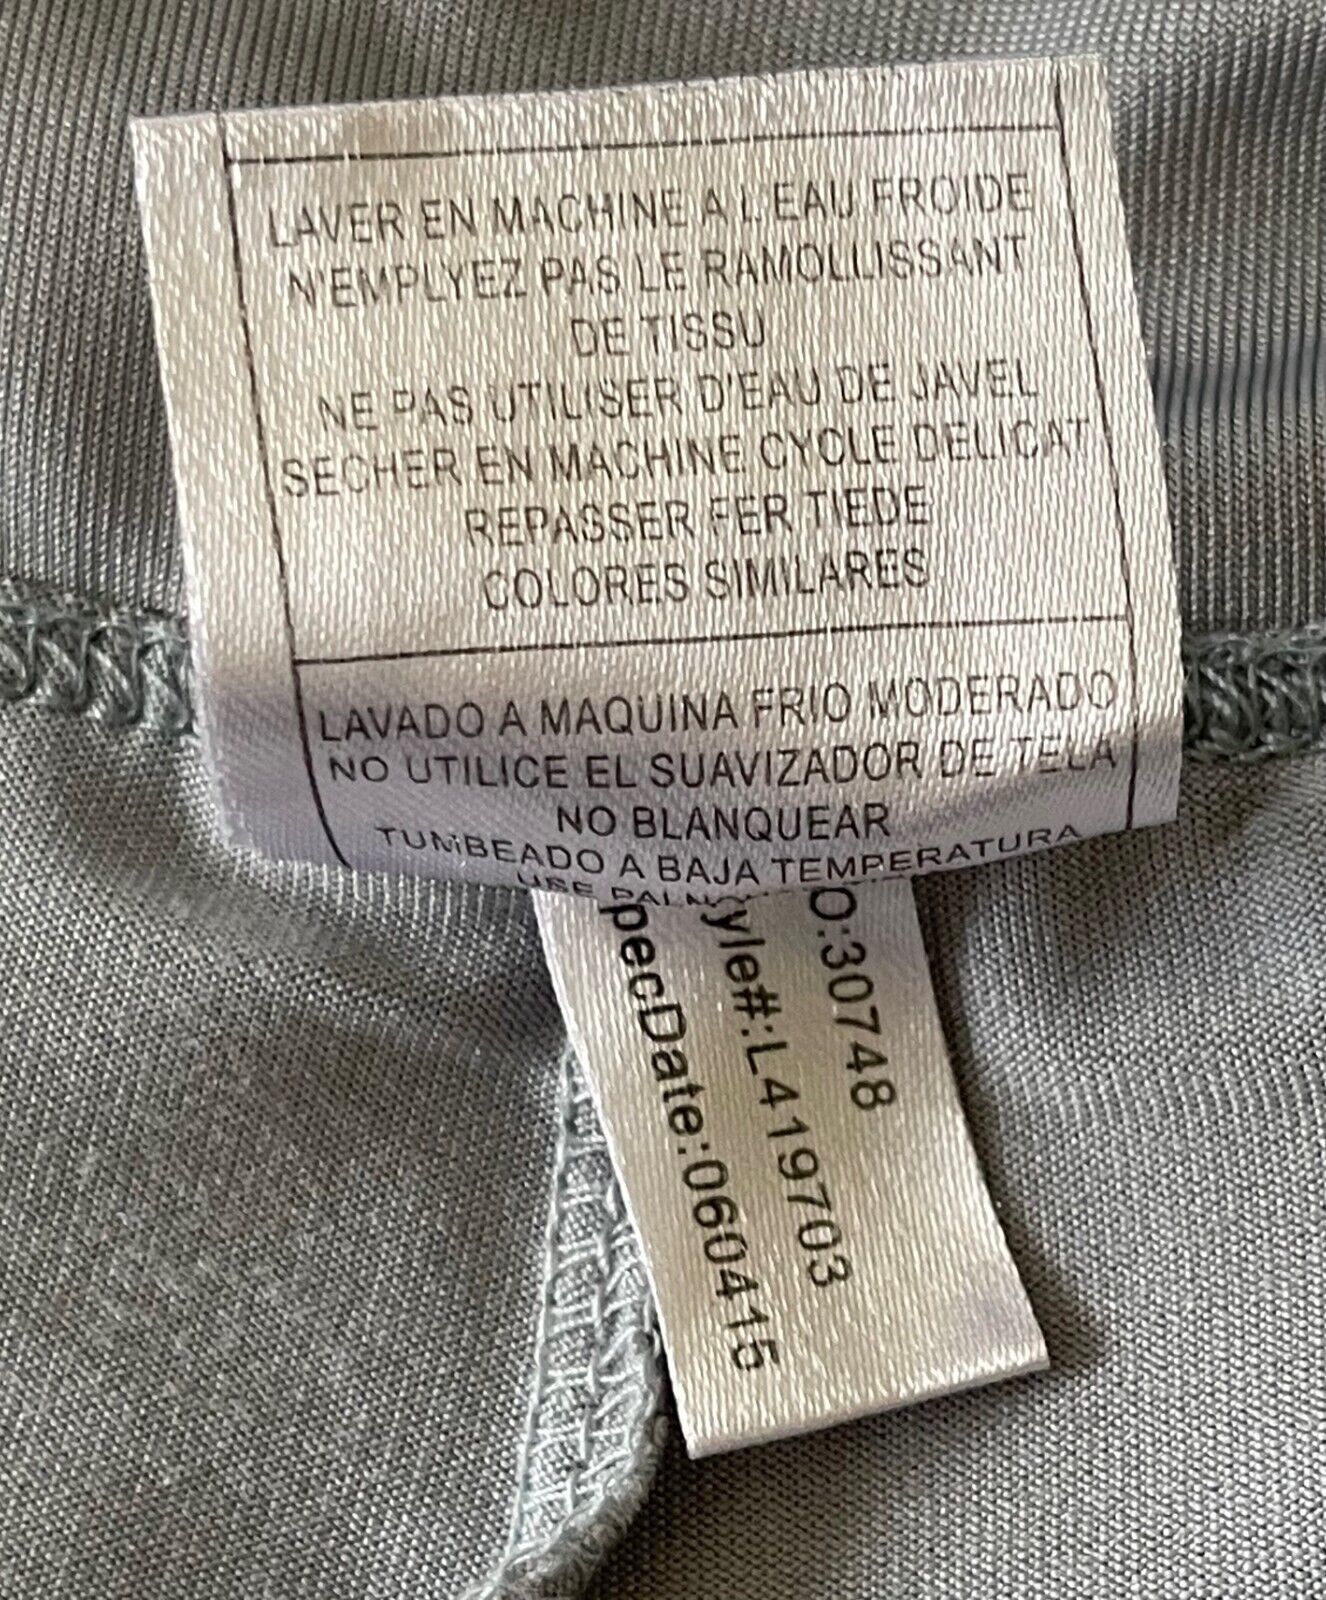 LAVER EN MACHINE A L'EAU FROIDE
N'EMPLYEZ PAS LE RAMOLLISSANT
DE TISSU
NE PAS UTILISER D'EAU DE JAVEL
SECHER EN MACHINE CYCLE DELICAT
REPASSER FER TIEDE
COLORES SIMILARES
LAVADO A MAQUINA FRIO MODERADO
NO UTILICE EL SUAVIZADOR DE TELA
NO BLANQUEAR
TUMBEADO A BAJA TEMPERATURA
USE
O:30748
yle#:L419703
pecDate:060415